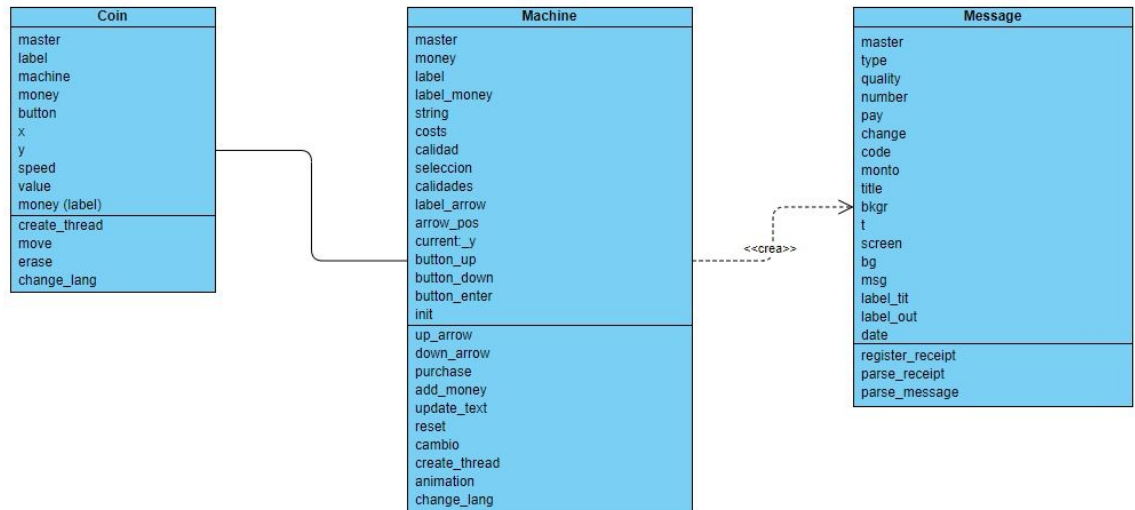 Coin
master
label
machine
money
button
x
y
speed
value
money (label)
create_thread
move
erase
change_lang
Machine
master
money
label
label_money
string
costs
calidad
seleccion
calidades
label_arrow
arrow_pos
current:_y
button_up
button_down
button_enter
init
up_arrow
down_arrow
purchase
add_money
update_text
reset
cambio
create_thread
animation
change_lang
<<crea>>
Message
master
type
quality
number
pay
change
code
monto
title
bkgr
t
screen
bg
msg
label_tit
label_out
date
register_receipt
parse_receipt
parse_message